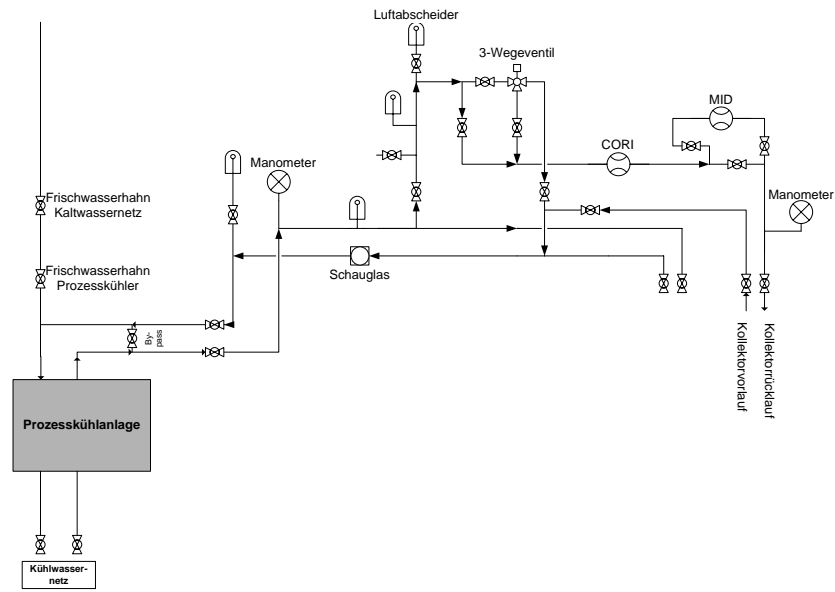 Luftabscheider
3-Wegeventil
MID
CORI
Manometer
Manometer
Frischwasserhahn
Kaltwassernetz
Frischwasserhahn
Prozesskühler
Schauglas
By-
pass
Kollektorvorlauf
Kollektorrücklauf
Prozesskühlanlage
Kühlwasser-
netz